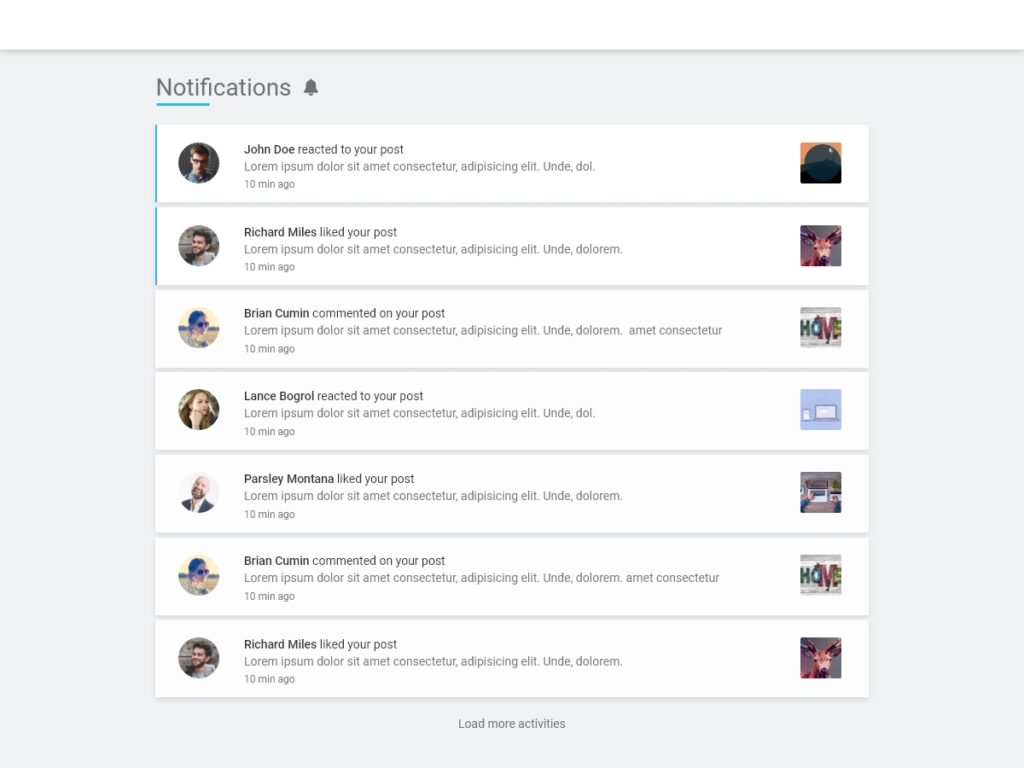 Notifications
John Doe reacted to your post
Lorem ipsum dolor sit amet consectetur, adipisicing elit. Unde, dol.
10 min ago
Richard Miles liked your post
Lorem ipsum dolor sit amet consectetur, adipisicing elit. Unde, dolorem.
10 min ago
Brian Cumin commented on your post
Lorem ipsum dolor sit amet consectetur, adipisicing elit. Unde, dolorem.  amet consectetur
10 min ago
HOME
Lance Bogrol reacted to your post
Lorem ipsum dolor sit amet consectetur, adipisicing elit. Unde, dol.
10 min ago
Parsley Montana liked your post
Lorem ipsum dolor sit amet consectetur, adipisicing elit. Unde, dolorem.
10 min ago
Brian Cumin commented on your post
Lorem ipsum dolor sit amet consectetur, adipisicing elit. Unde, dolorem. amet consectetur
10 min ago
HOME
Richard Miles liked your post
Lorem ipsum dolor sit amet consectetur, adipisicing elit. Unde, dolorem.
10 min ago
Load more activities